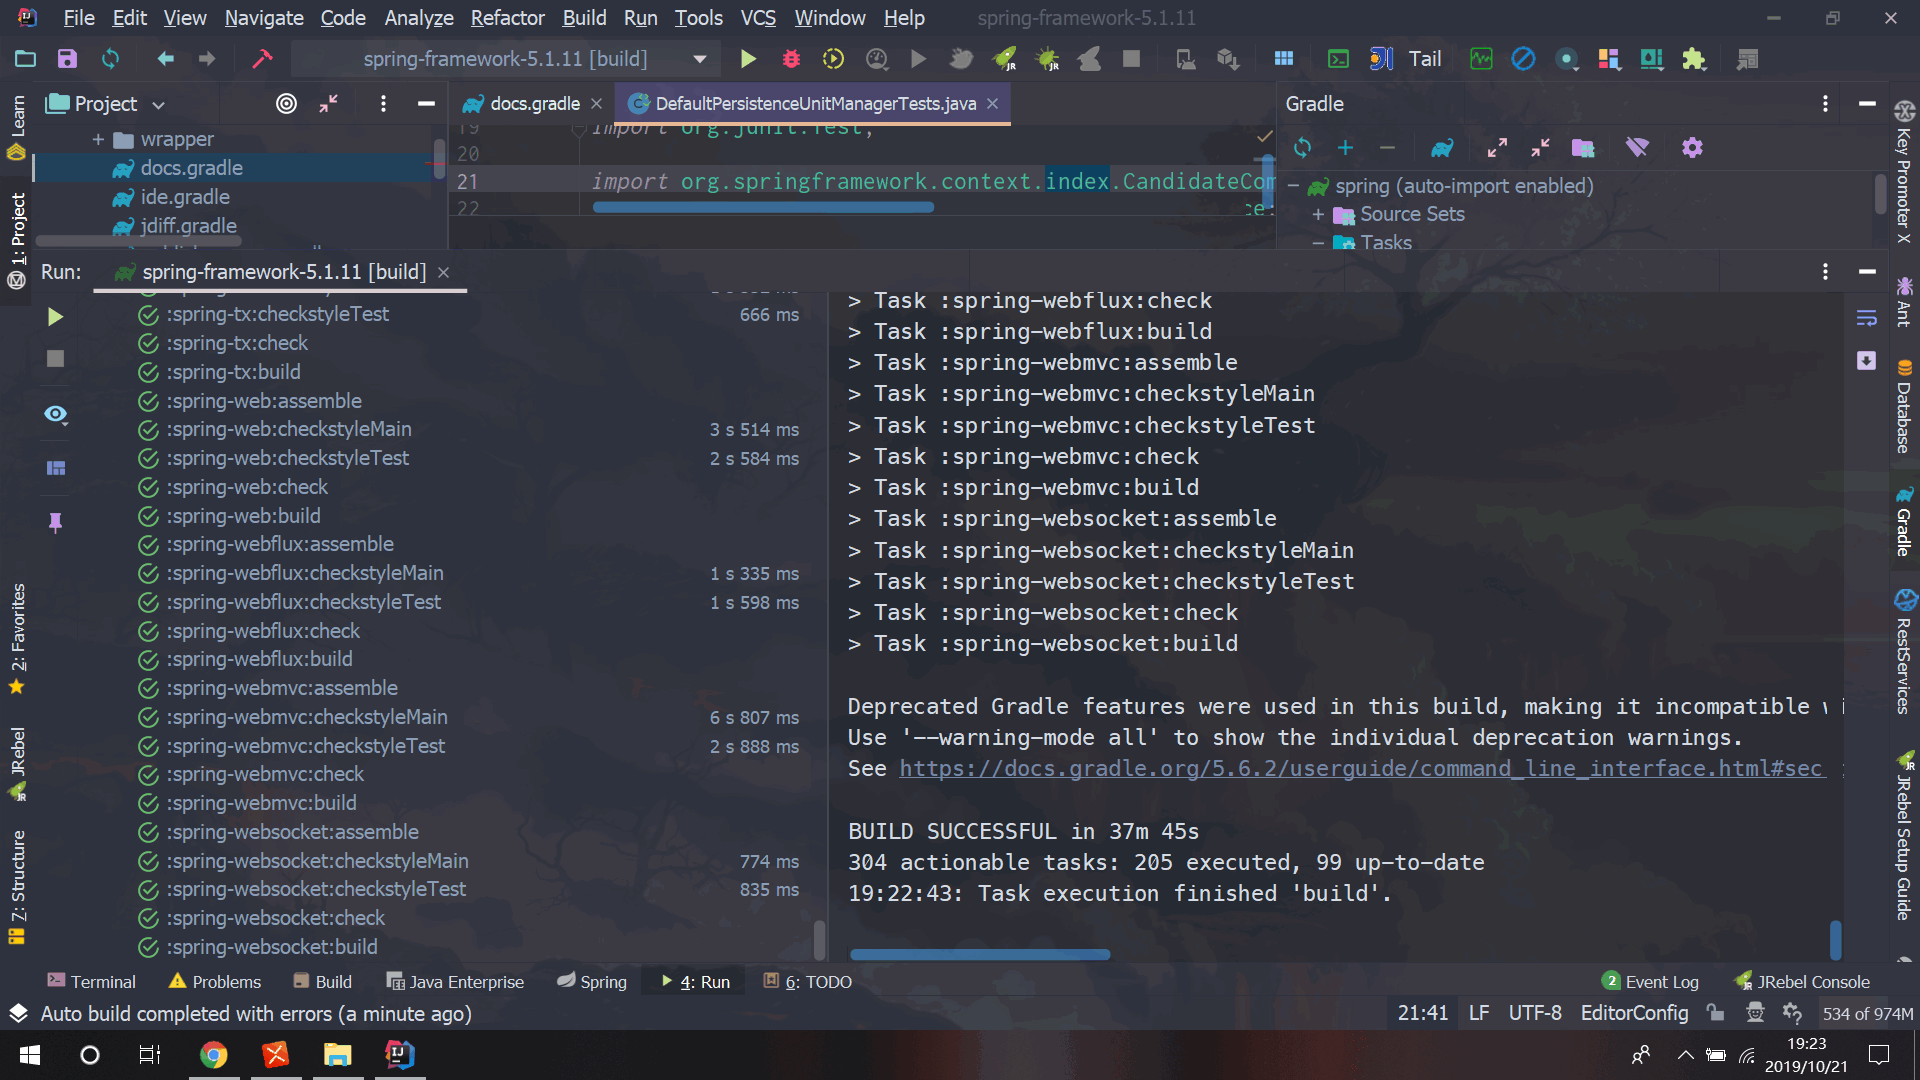 File Edit View Navigate Code Analyze Refactor Build Run Tools VCS Window Help spring-framework-5.1.11
spring-framework-5.1.11 [build]
JR
JR
Tail
Project
docs.gradle
DefaultPersistenceUnitManagerTests.java
Gradle
wrapper
docs.gradle
ide.gradle
jdiff.gradle
19 import org.junit.Test;
20
21 import org.springframework.context.index.CandidateCom
22
ce.
spring (auto-import enabled)
Source Sets
Tasks
Learn
1: Project
2: Favorites
JRebel
7: Structure
Key Promoter X
Ant
Database
Gradle
RestServices
JRebel Setup Guide
Run: spring-framework-5.1.11 [build]
:spring-tx:checkstyleTest 666 ms
:spring-tx:check
:spring-tx:build
:spring-web:assemble
:spring-web:checkstyleMain 3 s 514 ms
:spring-web:checkstyleTest 2 s 584 ms
:spring-web:check
:spring-web:build
:spring-webflux:assemble
:spring-webflux:checkstyleMain 1 s 335 ms
:spring-webflux:checkstyleTest 1 s 598 ms
:spring-webflux:check
:spring-webflux:build
:spring-webmvc:assemble
:spring-webmvc:checkstyleMain 6 s 807 ms
:spring-webmvc:checkstyleTest 2 s 888 ms
:spring-webmvc:check
:spring-webmvc:build
:spring-websocket:assemble
:spring-websocket:checkstyleMain 774 ms
:spring-websocket:checkstyleTest 835 ms
:spring-websocket:check
:spring-websocket:build
> Task :spring-webflux:check
> Task :spring-webflux:build
> Task :spring-webmvc:assemble
> Task :spring-webmvc:checkstyleMain
> Task :spring-webmvc:checkstyleTest
> Task :spring-webmvc:check
> Task :spring-webmvc:build
> Task :spring-websocket:assemble
> Task :spring-websocket:checkstyleMain
> Task :spring-websocket:checkstyleTest
> Task :spring-websocket:check
> Task :spring-websocket:build
Deprecated Gradle features were used in this build, making it incompatible wi
Use '--warning-mode all' to show the individual deprecation warnings.
See https://docs.gradle.org/5.6.2/userguide/command_line_interface.html#sec
BUILD SUCCESSFUL in 37m 45s
304 actionable tasks: 205 executed, 99 up-to-date
19:22:43: Task execution finished 'build'.
Terminal Problems Build Java Enterprise Spring 4: Run 6: TODO 2 Event Log JRebel Console
Auto build completed with errors (a minute ago) 21:41 LF UTF-8 EditorConfig 534 of 974M
19:23
2019/10/21